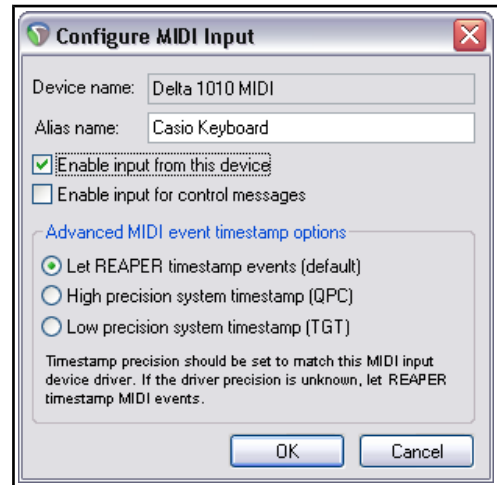 Configure MIDI Input
Device name: Delta 1010 MIDI
Alias name: Casio Keyboard
Enable input from this device
Enable input for control messages
Advanced MIDI event timestamp options
Let REAPER timestamp events (default)
High precision system timestamp (QPC)
Low precision system timestamp (TGT)
Timestamp precision should be set to match this MIDI input
device driver. If the driver precision is unknown, let REAPER
timestamp MIDI events.
OK Cancel